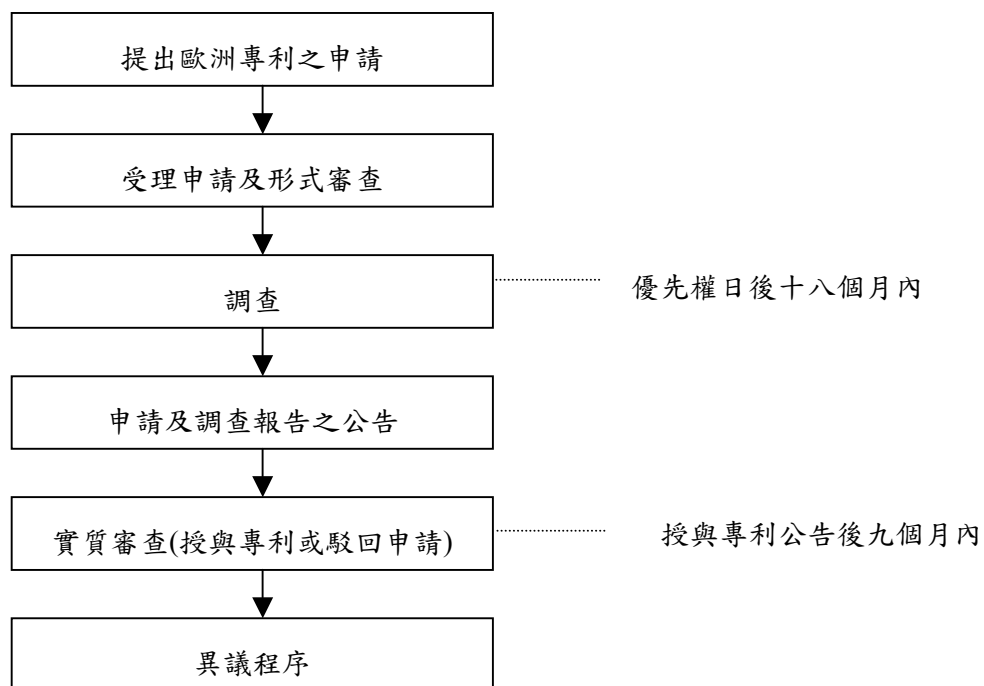 提出歐洲專利之申請
受理申請及形式審查
調查
優先權日後十八個月內
申請及調查報告之公告
實質審查(授與專利或駁回申請)
授與專利公告後九個月內
異議程序